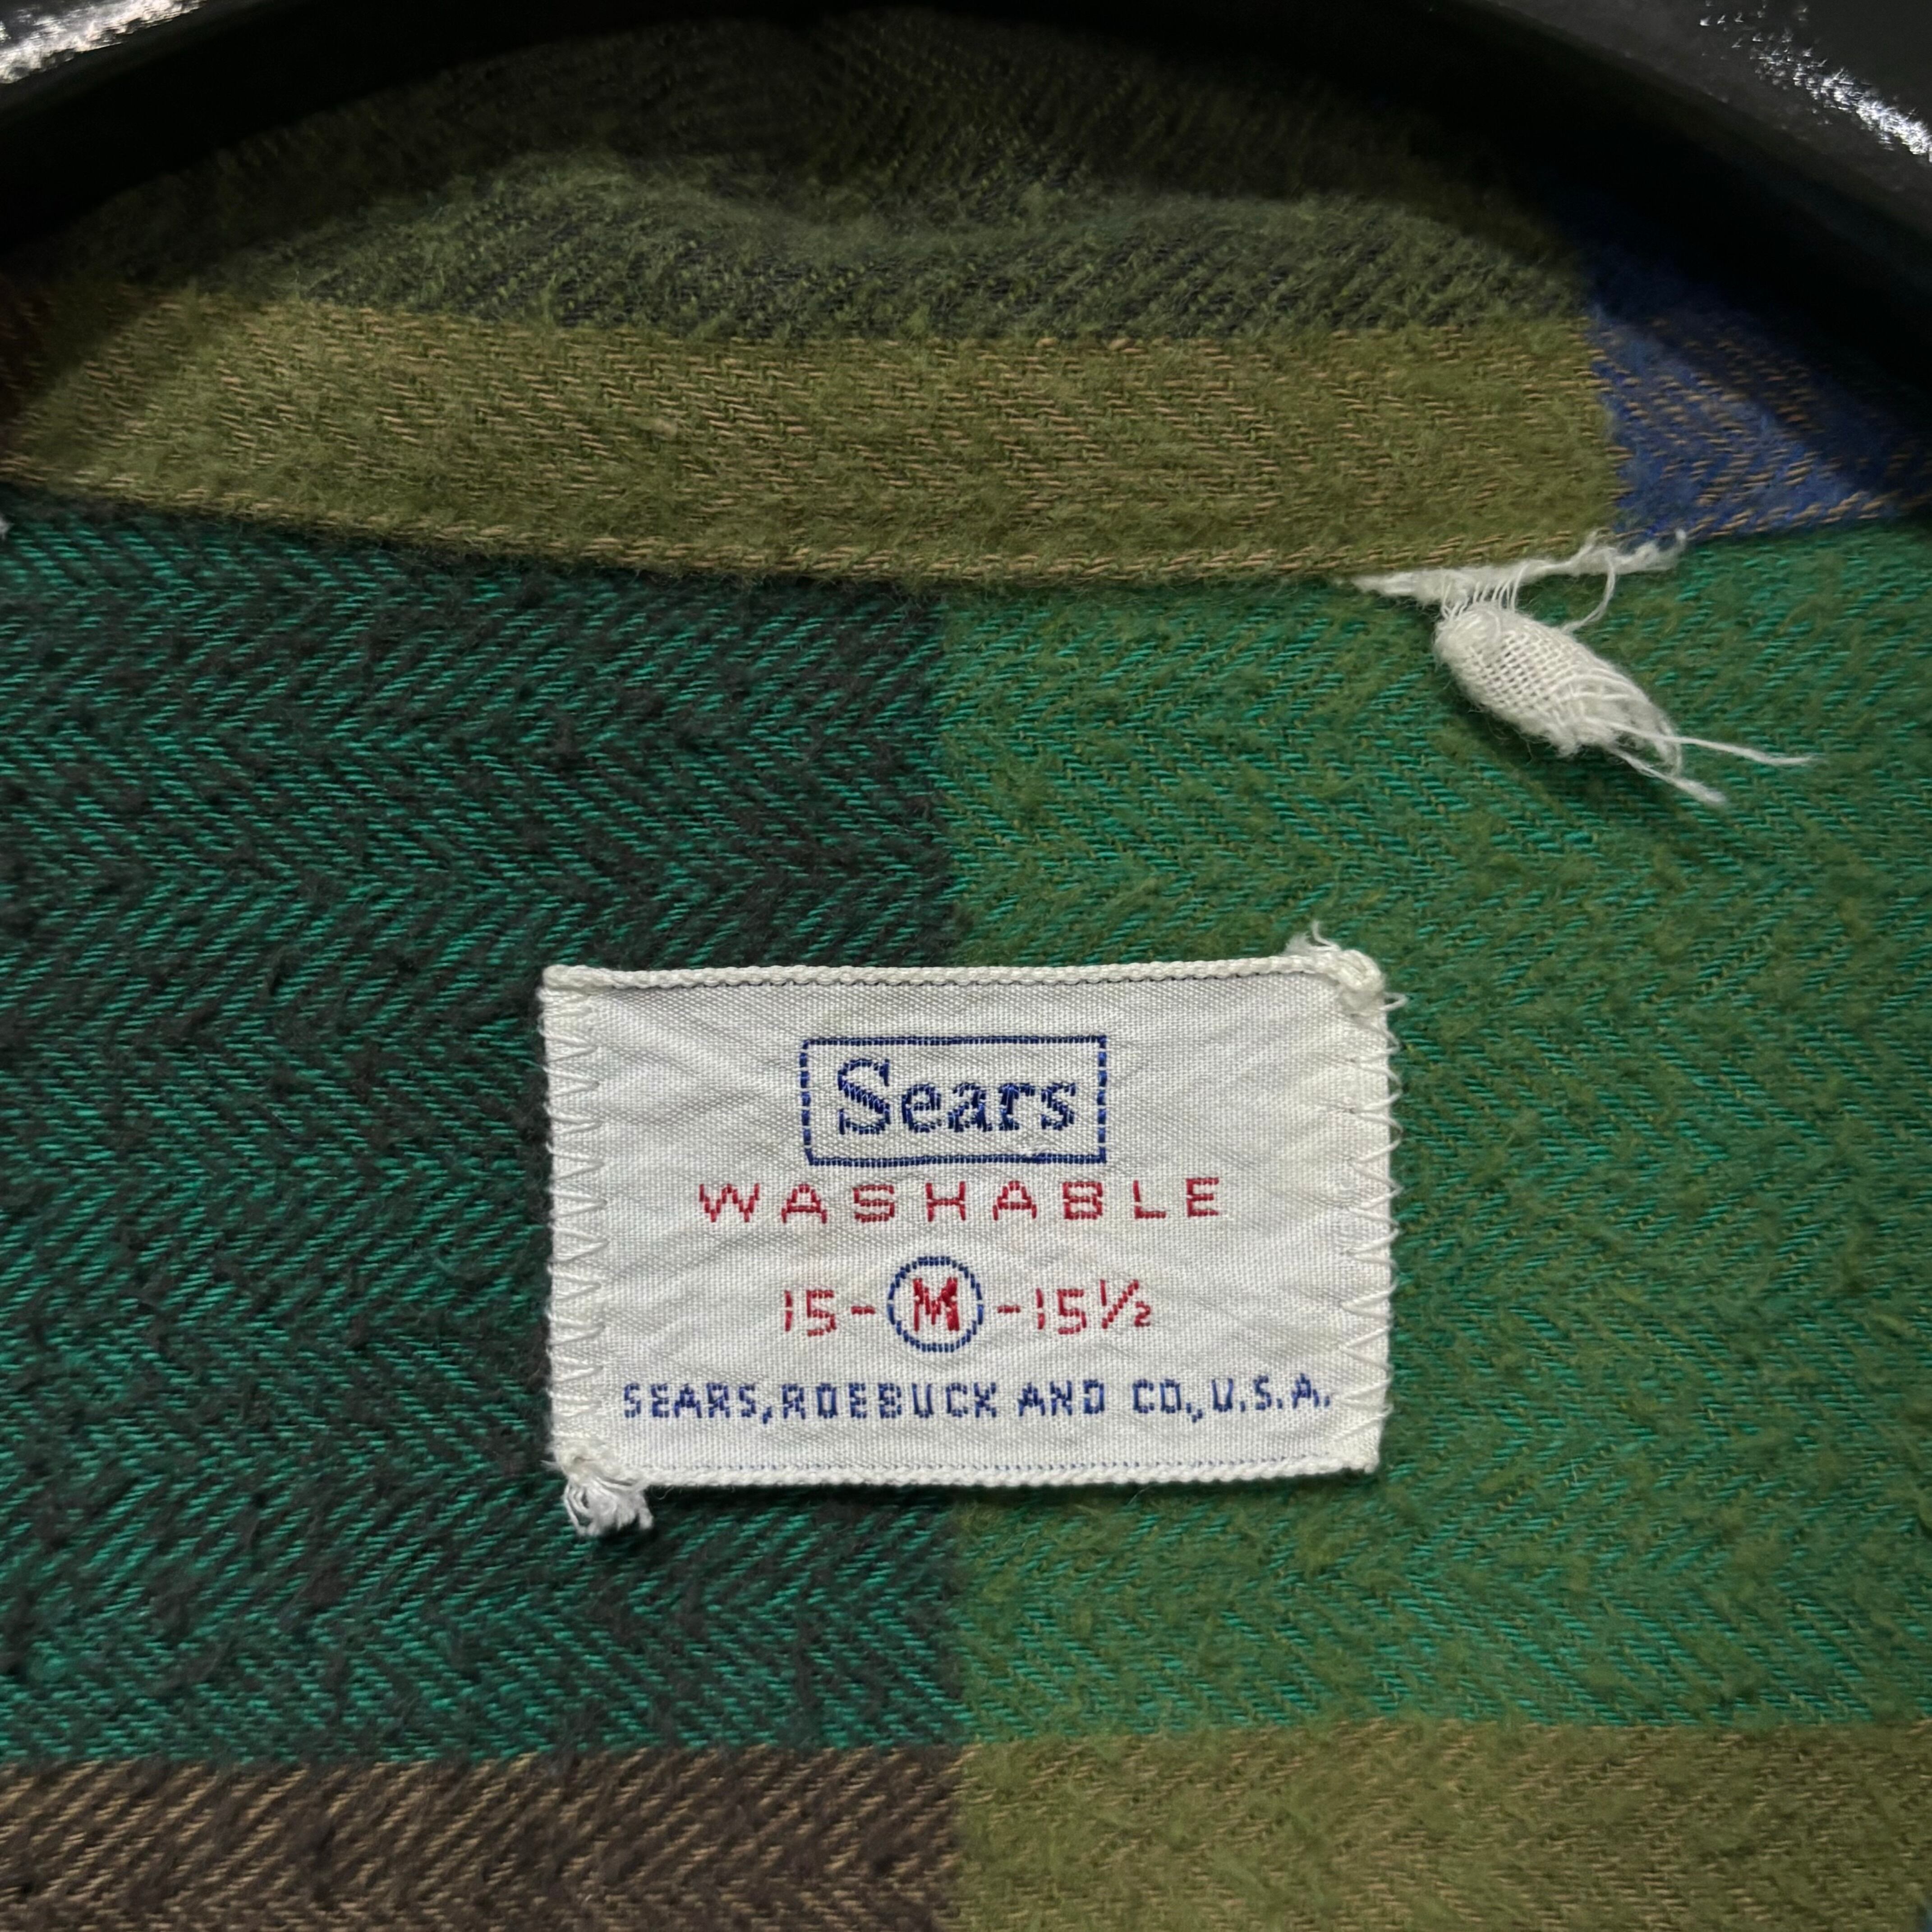 Sears
WASHABLE
15-M-15½
SEARS, ROEBUCK AND CO., U.S.A.